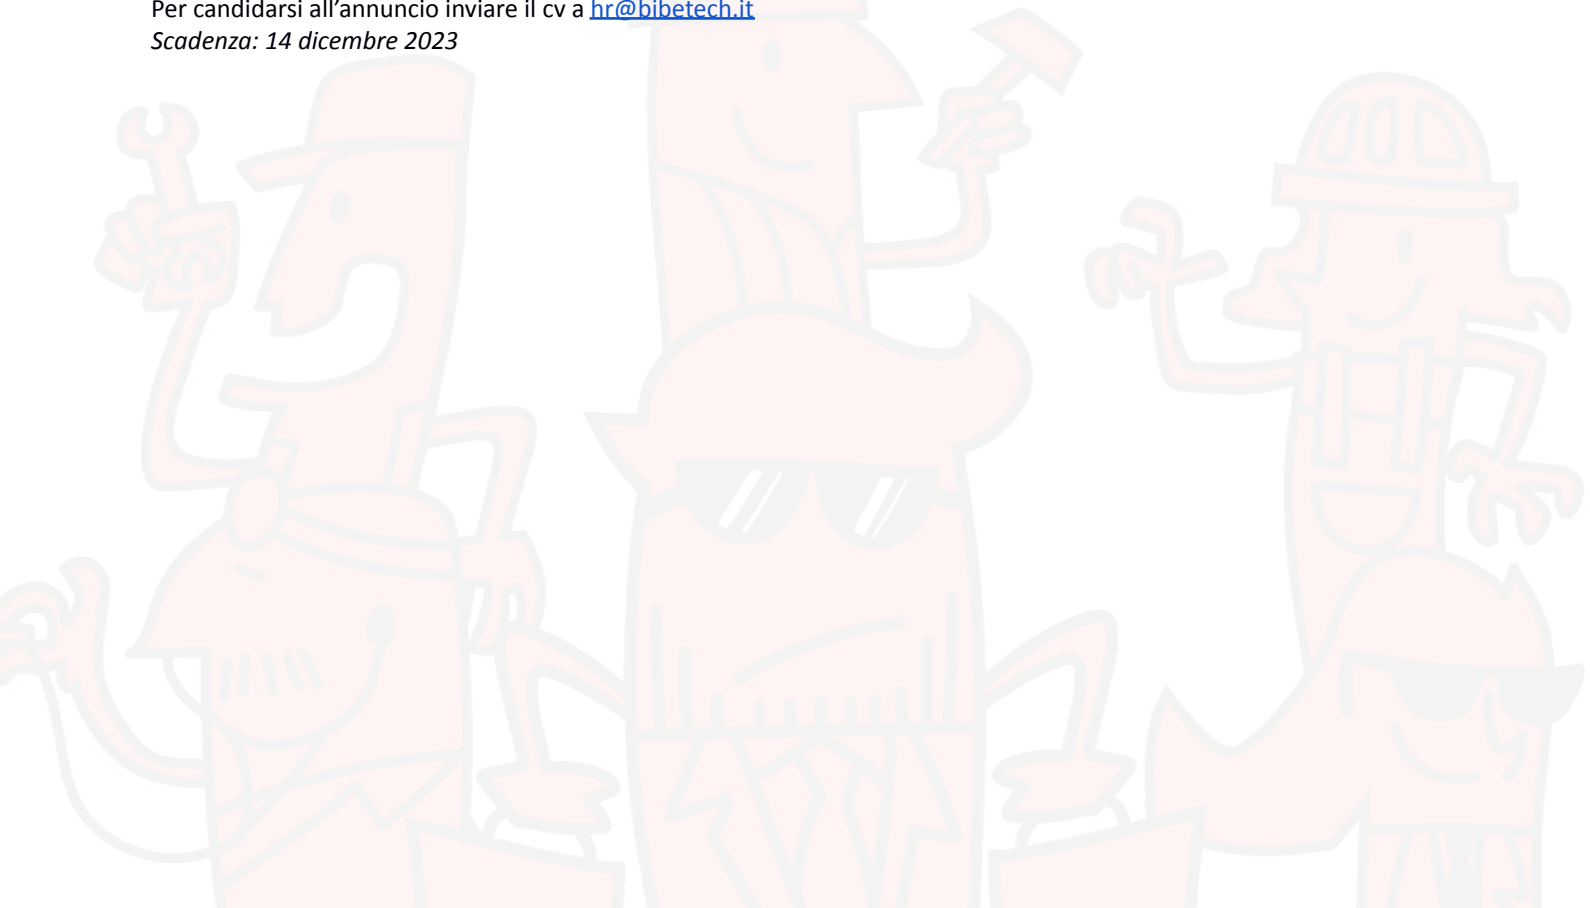 Per candidarsi all’annuncio inviare il cv a hr@bibetech.it
Scadenza: 14 dicembre 2023